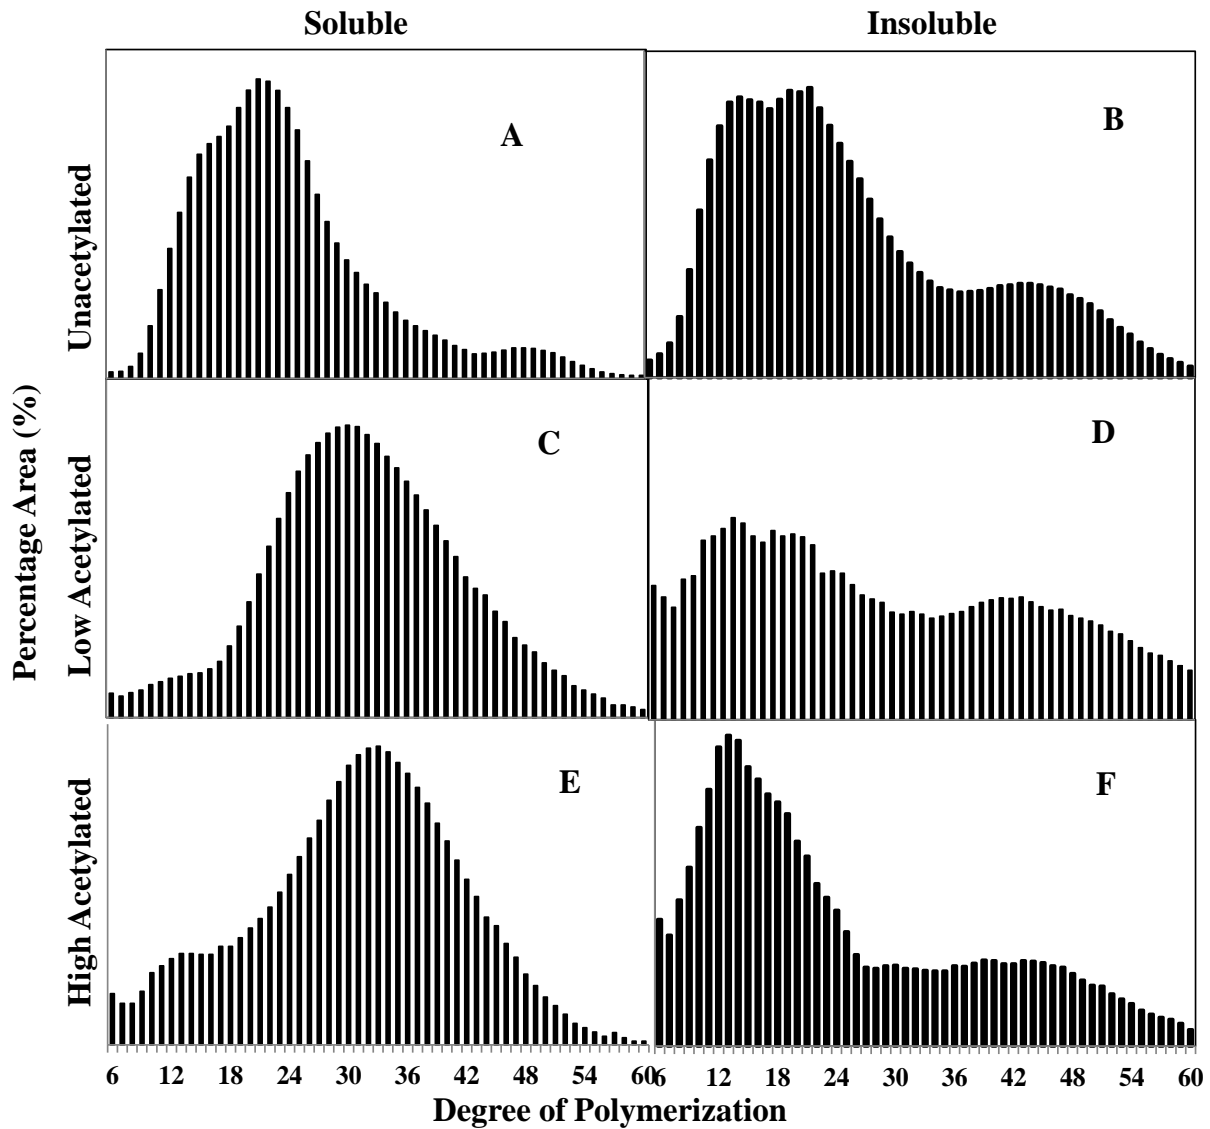 Soluble
Insoluble
Unacetylated
A
B
Percentage Area (%)
Low Acetylated
C
D
High Acetylated
E
F
6 12 18 24 30 36 42 48 54 60
6 12 18 24 30 36 42 48 54 60
Degree of Polymerization